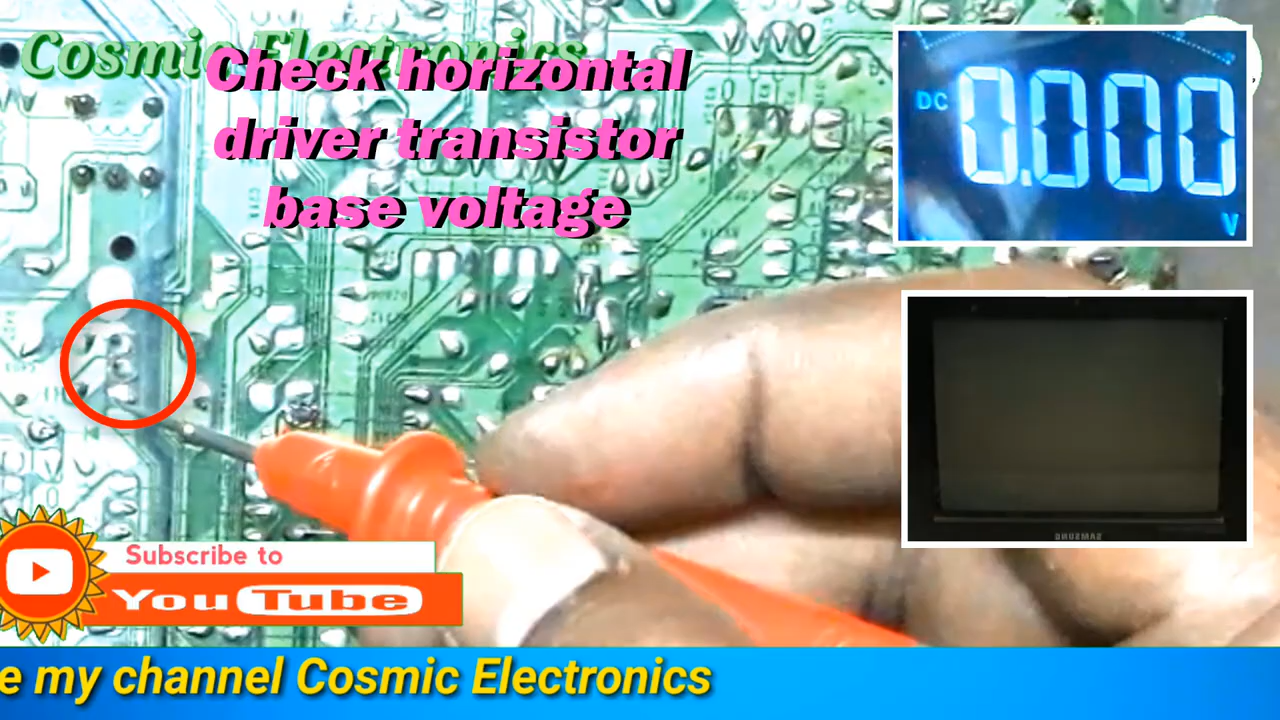 Cosmic Electronics
Check horizontal
driver transistor
base voltage
DC
0.000
V
SAMSUNG
Subscribe to
YouTube
e my channel Cosmic Electronics